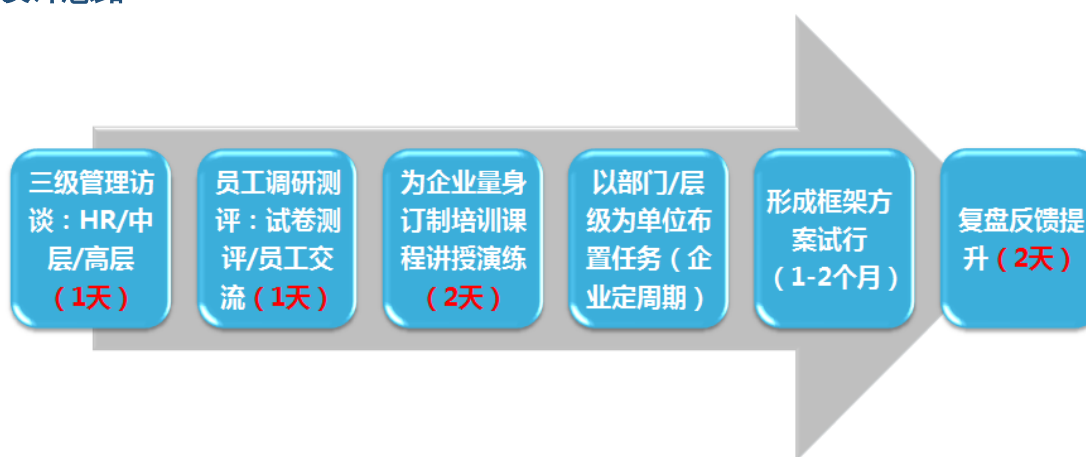 三级管理访
谈：HR/中
层/高层
（1天）
员工调研测
评：试卷测
评/员工交
流（1天）
为企业量身
订制培训课
程讲授演练
（2天）
以部门/层
级为单位布
置任务（企
业定周期）
形成框架方
案试行
（1-2个月）
复盘反馈提
升（2天）